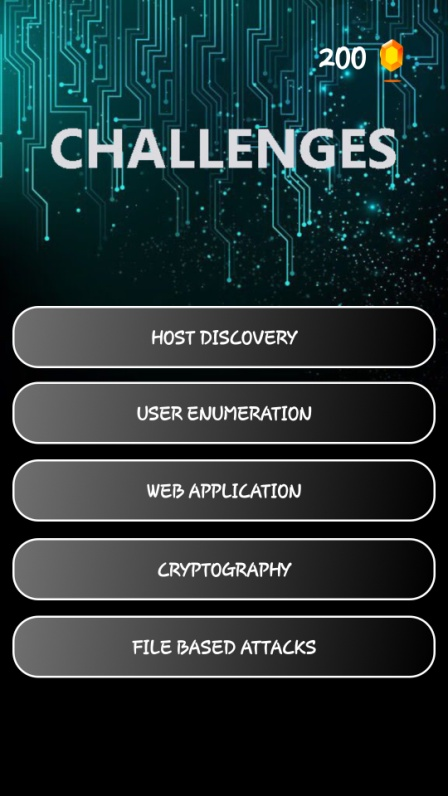 200
CHALLENGES
HOST DISCOVERY
USER ENUMERATION
WEB APPLICATION
CRYPTOGRAPHY
FILE BASED ATTACKS